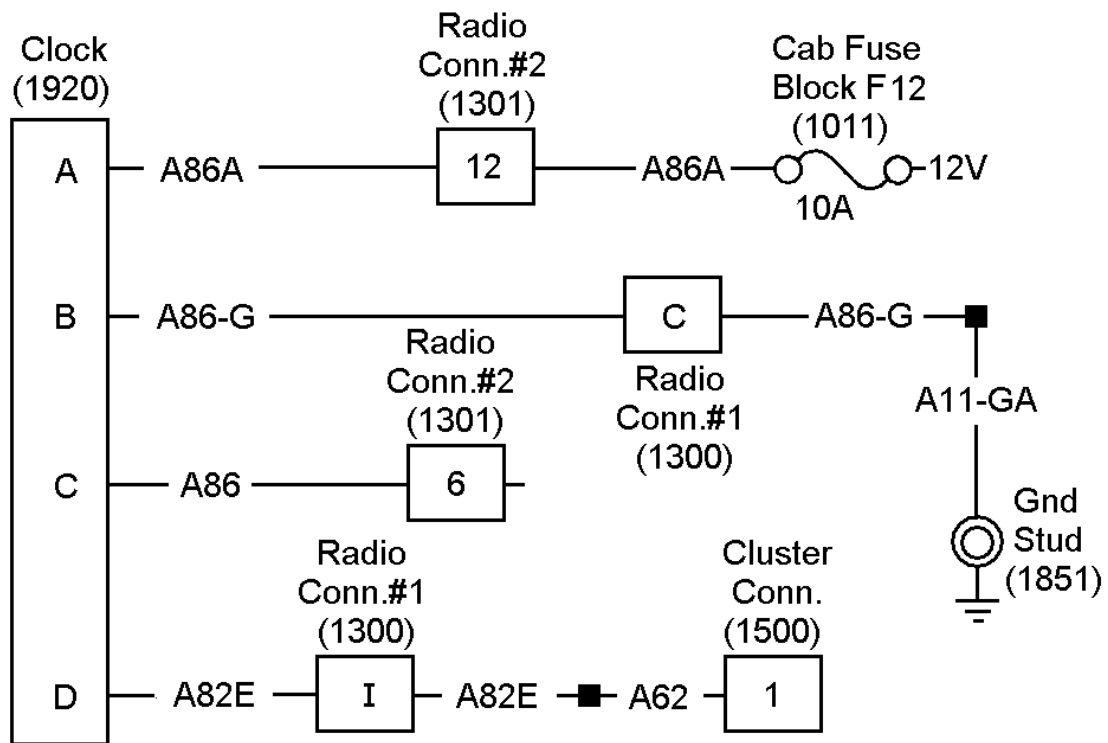 Clock
(1920)
Radio
Conn.#2
(1301)
Cab Fuse
Block F12
(1011)
A
A86A
12
A86A
12V
10A
B
A86-G
C
A86-G
Radio
Conn.#2
(1301)
Radio
Conn.#1
(1300)
A11-GA
C
A86
6
Gnd
Stud
(1851)
Radio
Conn.#1
(1300)
Cluster
Conn.
(1500)
D
A82E
I
A82E
A62
1